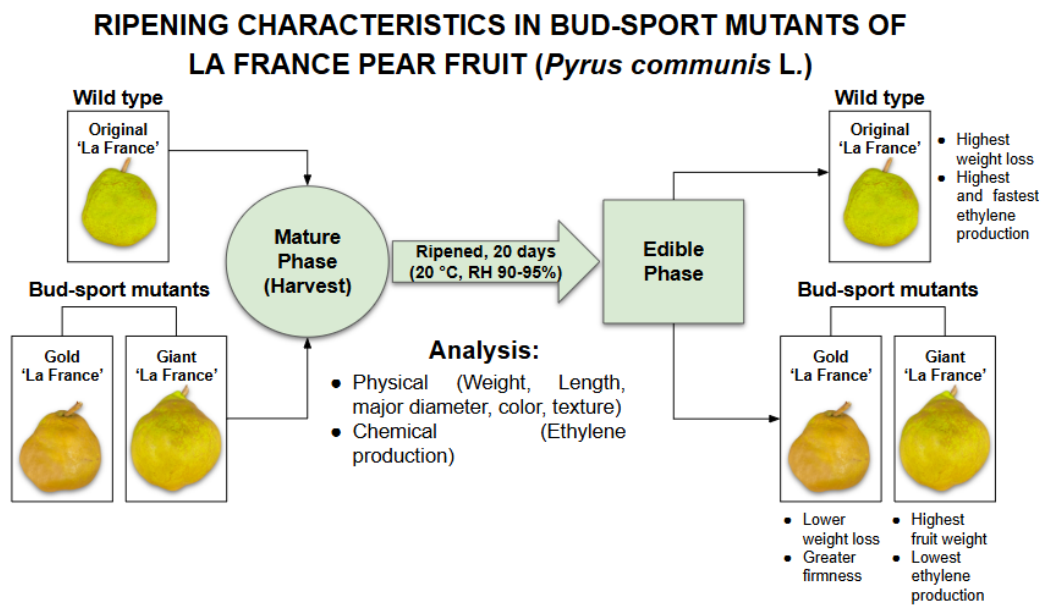 RIPENING CHARACTERISTICS IN BUD-SPORT MUTANTS OF
LA FRANCE PEAR FRUIT (Pyrus communis L.)
Wild type
Original
'La France'
Bud-sport mutants
Gold
'La France'
Giant
'La France'
Mature
Phase
(Harvest)
Ripened, 20 days
(20 °C, RH 90-95%)
Analysis:
● Physical (Weight, Length,
major diameter, color, texture)
● Chemical (Ethylene
production)
Edible
Phase
Wild type
Original
'La France'
● Highest
weight loss
● Highest
and fastest
ethylene
production
Bud-sport mutants
Gold
'La France'
● Lower
weight loss
● Greater
firmness
Giant
'La France'
● Highest
fruit weight
● Lowest
ethylene
production